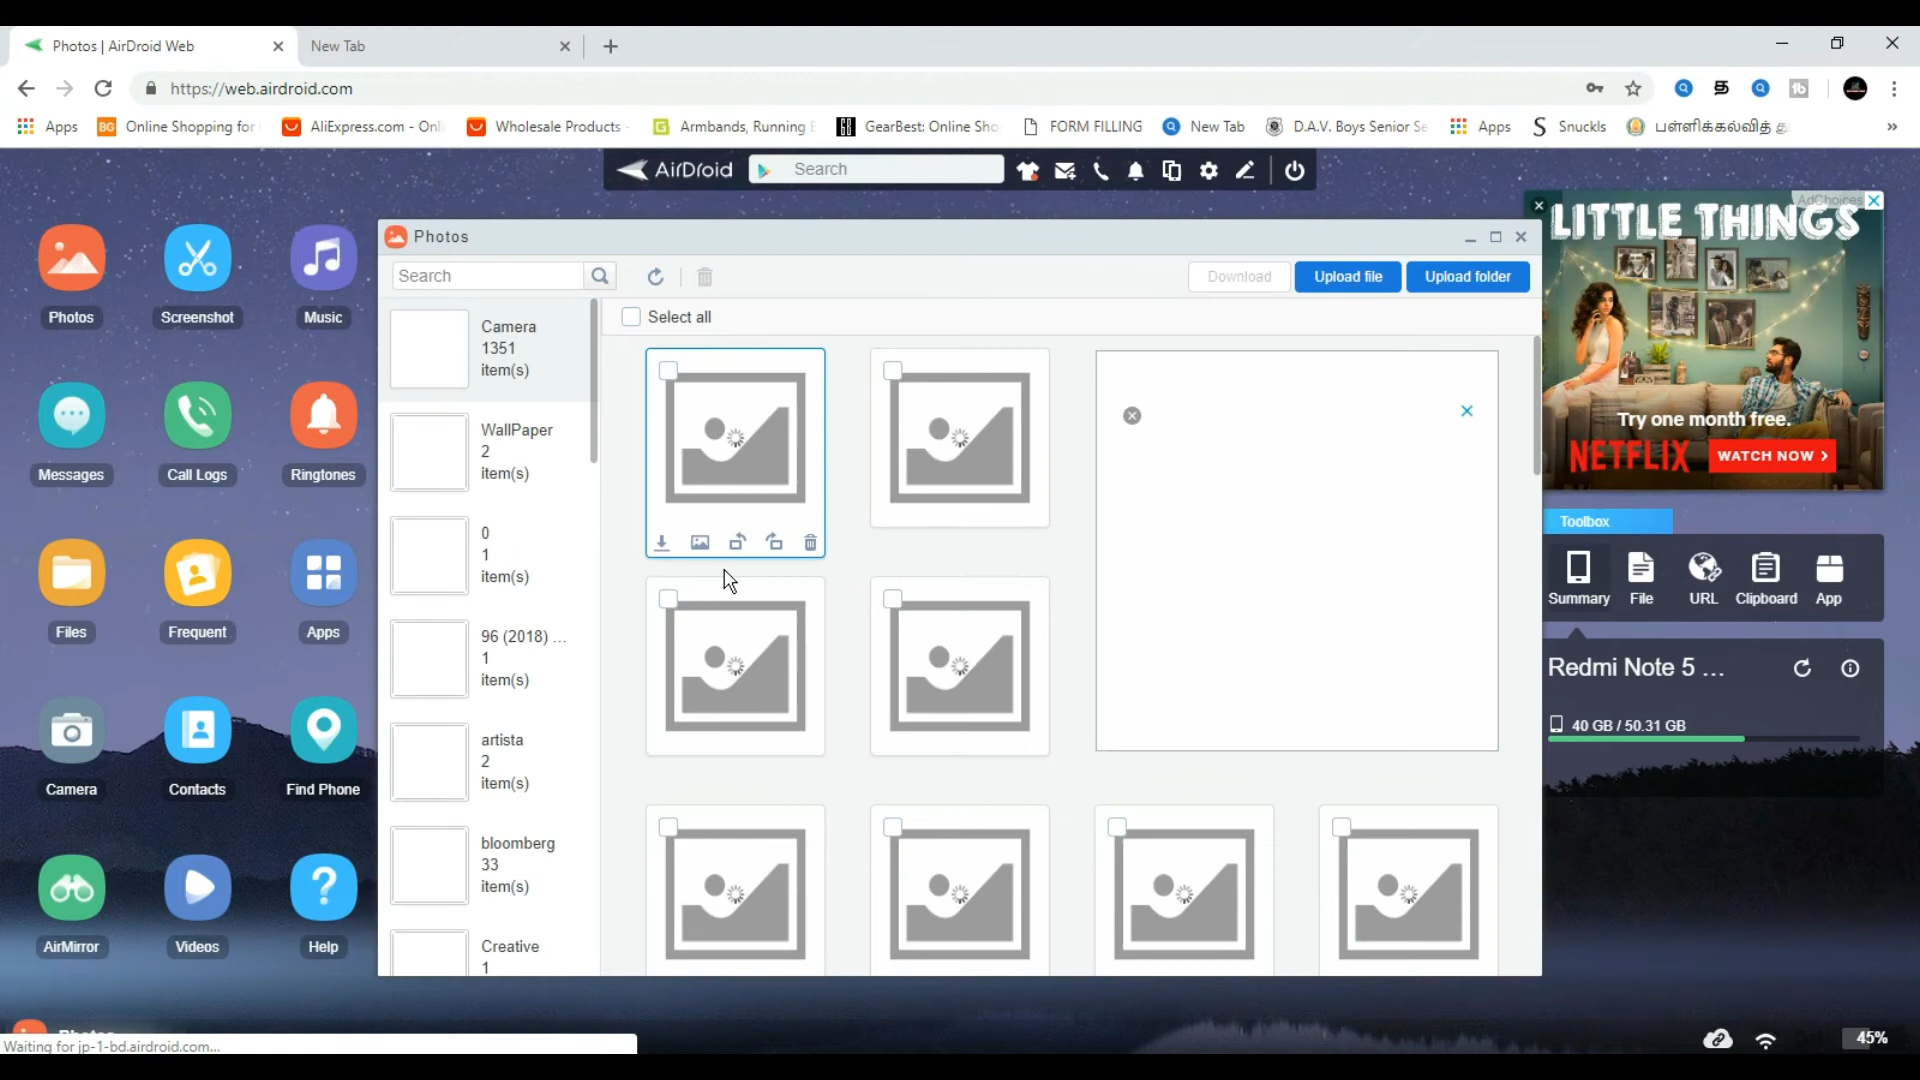 Photos | AirDroid Web
New Tab
https://web.airdroid.com
Apps
Online Shopping for
AliExpress.com - Onl
Wholesale Products
Armbands, Running
GearBest: Online Sho
FORM FILLING
New Tab
D.A.V. Boys Senior Se
Apps
Snuckls
பள்ளிக்கல்வித்
AirDroid
Search
Photos
Screenshot
Music
Messages
Call Logs
Ringtones
Files
Frequent
Apps
Camera
Contacts
Find Phone
AirMirror
Videos
Help
Photos
Search
Download
Upload file
Upload folder
Select all
Camera
1351
item(s)
WallPaper
2
item(s)
0
1
item(s)
96 (2018) ...
1
item(s)
artista
2
item(s)
bloomberg
33
item(s)
Creative
1
AdChoices
LITTLE THINGS
Try one month free.
NETFLIX
WATCH NOW
Toolbox
Summary
File
URL
Clipboard
App
Redmi Note 5 ...
40 GB / 50.31 GB
Photos
Waiting for jp-1-bd.airdroid.com...
45%